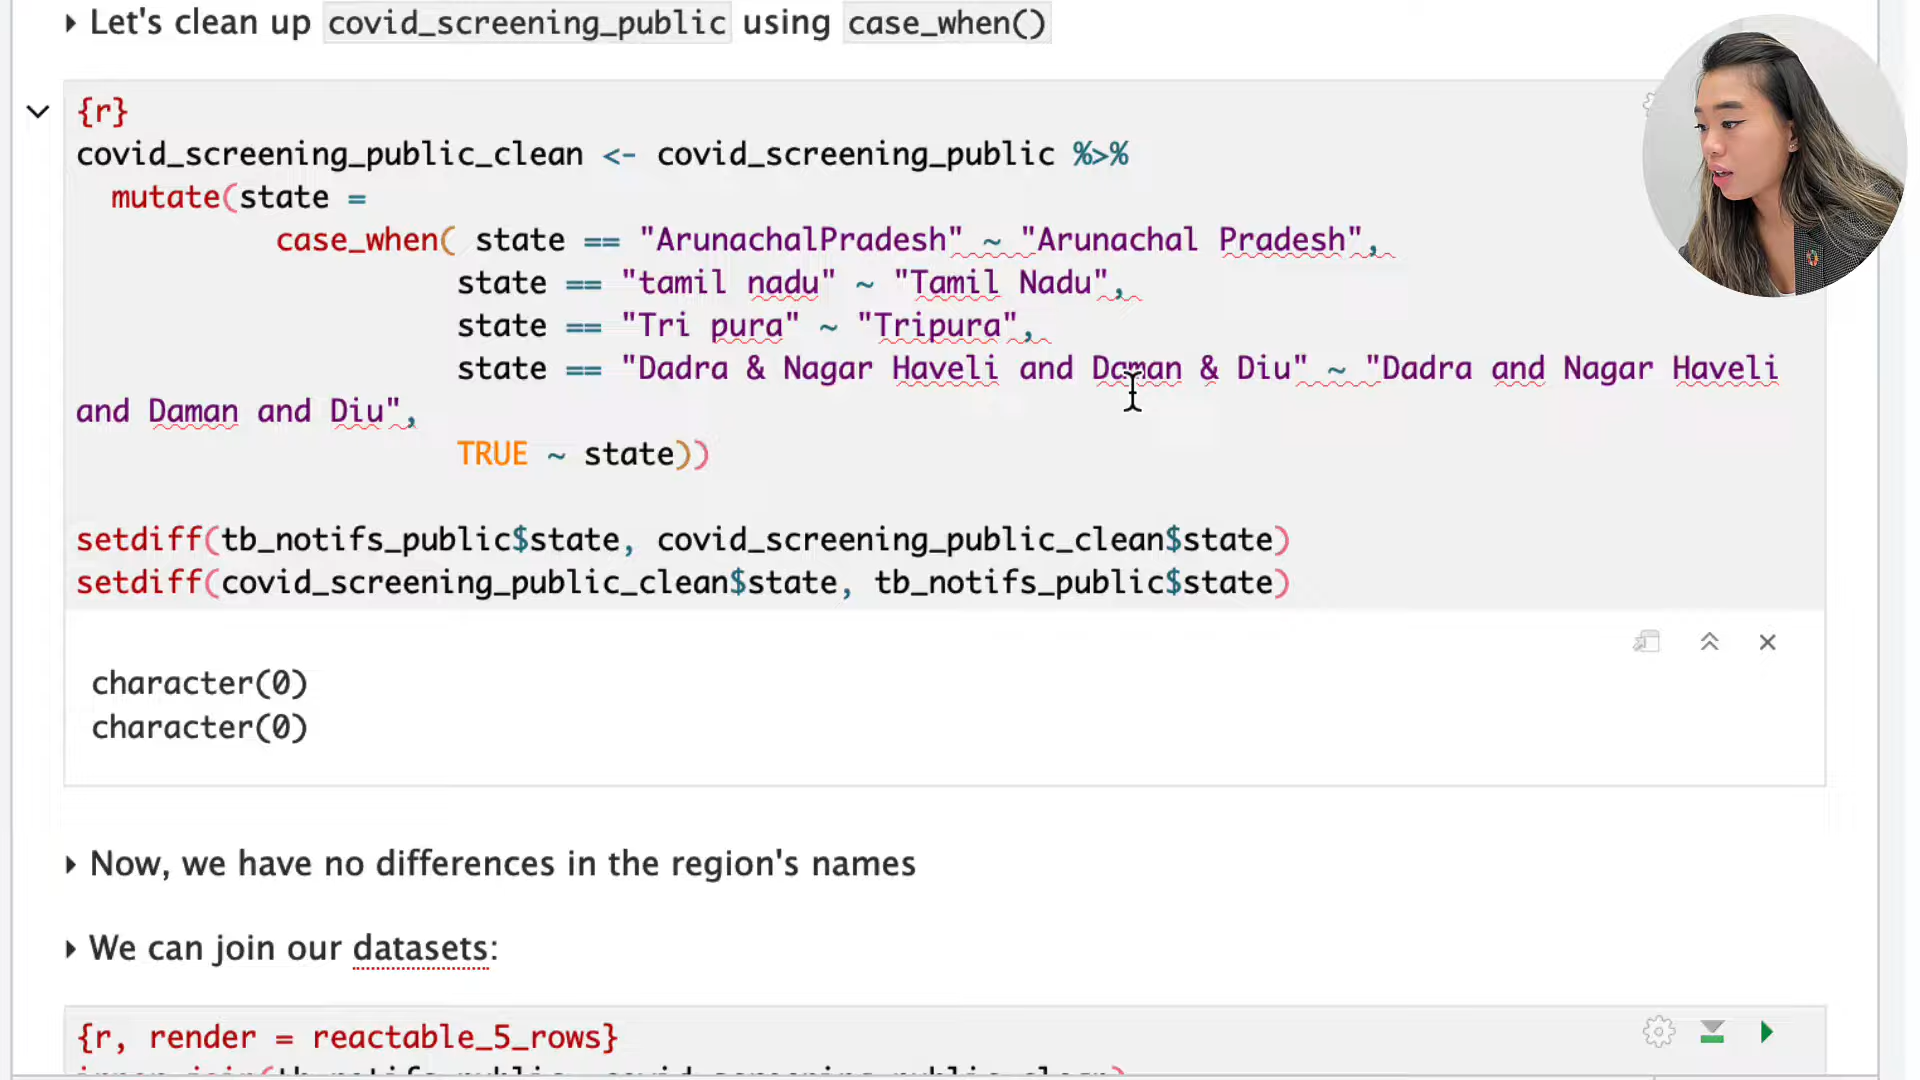 Let's clean up covid_screening_public using case_when()
{r}
covid_screening_public_clean <- covid_screening_public %>%
mutate(state =
case_when( state == "ArunachalPradesh" ~ "Arunachal Pradesh",
state == "tamil nadu" ~ "Tamil Nadu",
state == "Tri pura" ~ "Tripura",
state == "Dadra & Nagar Haveli and Daman & Diu" ~ "Dadra and Nagar Haveli
and Daman and Diu",
TRUE ~ state))
setdiff(tb_notifs_public$state, covid_screening_public_clean$state)
setdiff(covid_screening_public_clean$state, tb_notifs_public$state)
character(0)
character(0)
Now, we have no differences in the region's names
We can join our datasets:
{r, render = reactable_5_rows}
inner_join(tb_notifs_public, covid_screening_public_clean)